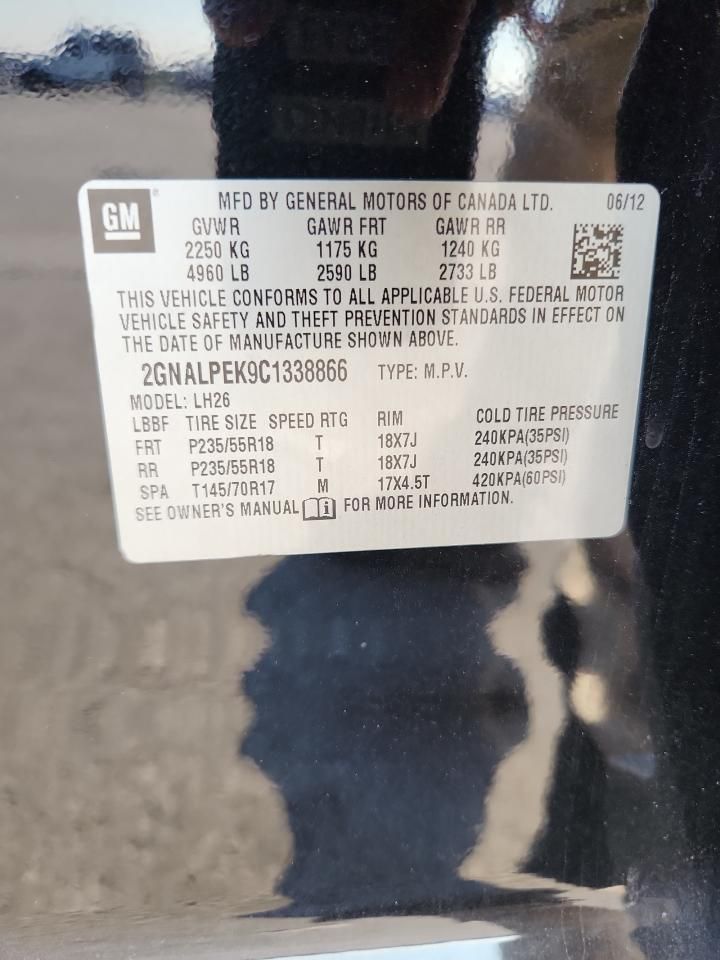 GM® MFD BY GENERAL MOTORS OF CANADA LTD. 06/12
GVWR GAWR FRT GAWR RR
2250 KG 1175 KG 1240 KG
4960 LB 2590 LB 2733 LB
THIS VEHICLE CONFORMS TO ALL APPLICABLE U.S. FEDERAL MOTOR
VEHICLE SAFETY AND THEFT PREVENTION STANDARDS IN EFFECT ON
THE DATE OF MANUFACTURE SHOWN ABOVE.
2GNALPEK9C1338866 TYPE: M.P.V.
MODEL: LH26
LBBF TIRE SIZE SPEED RTG RIM COLD TIRE PRESSURE
FRT P235/55R18 T 18X7J 240KPA(35PSI)
RR P235/55R18 T 18X7J 240KPA(35PSI)
SPA T145/70R17 M 17X4.5T 420KPA(60PSI)
SEE OWNER'S MANUAL i FOR MORE INFORMATION.